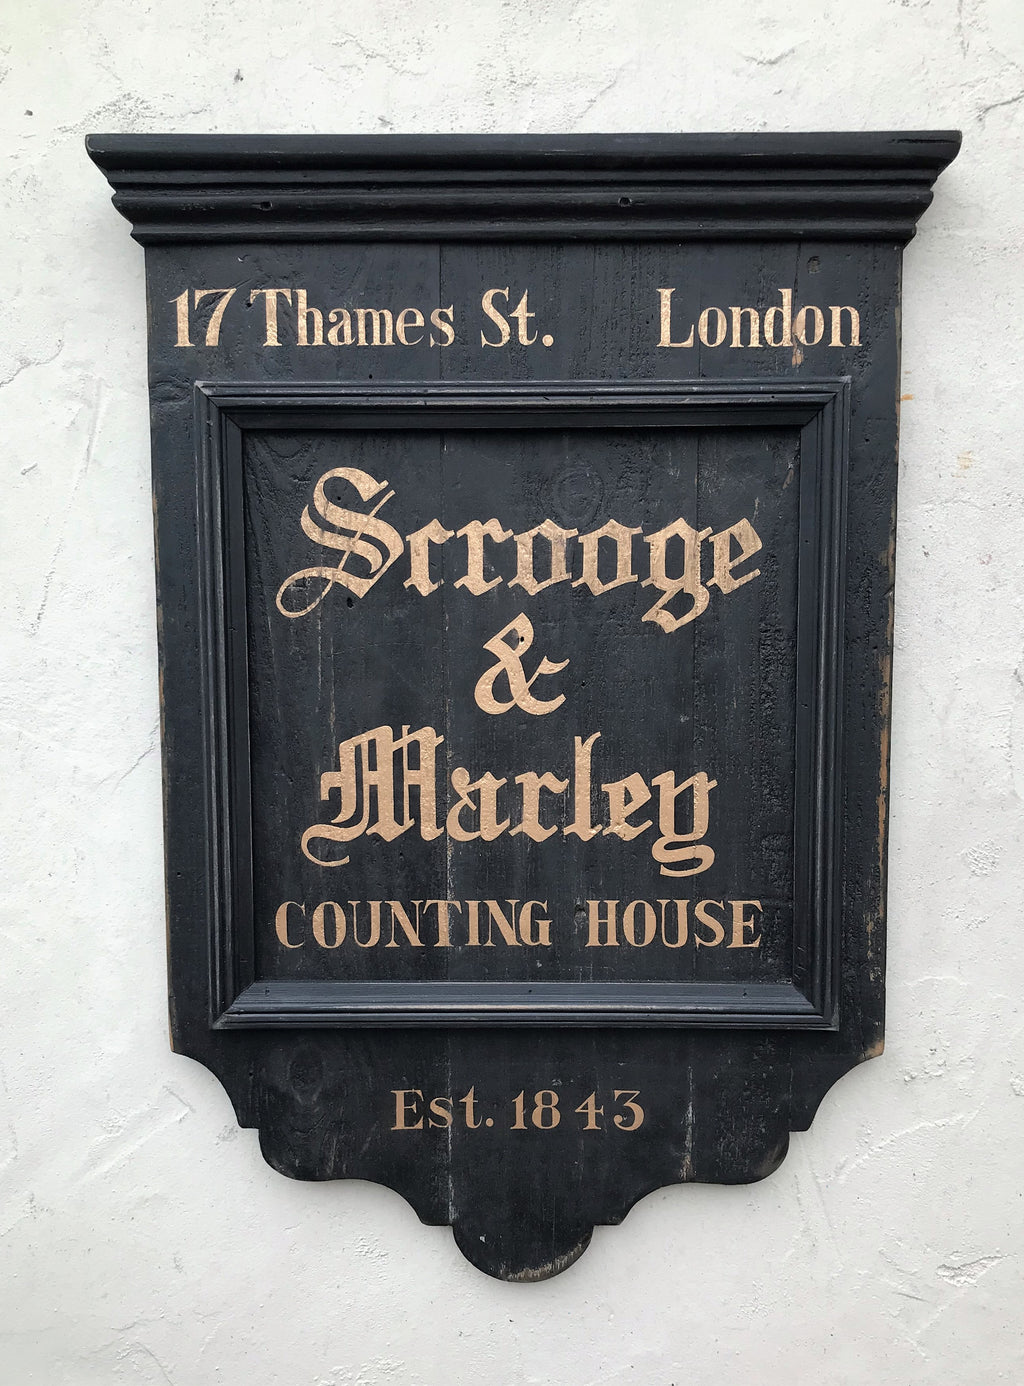 17 Thames St. London
Scrooge
&
Marley
COUNTING HOUSE
Est. 1843